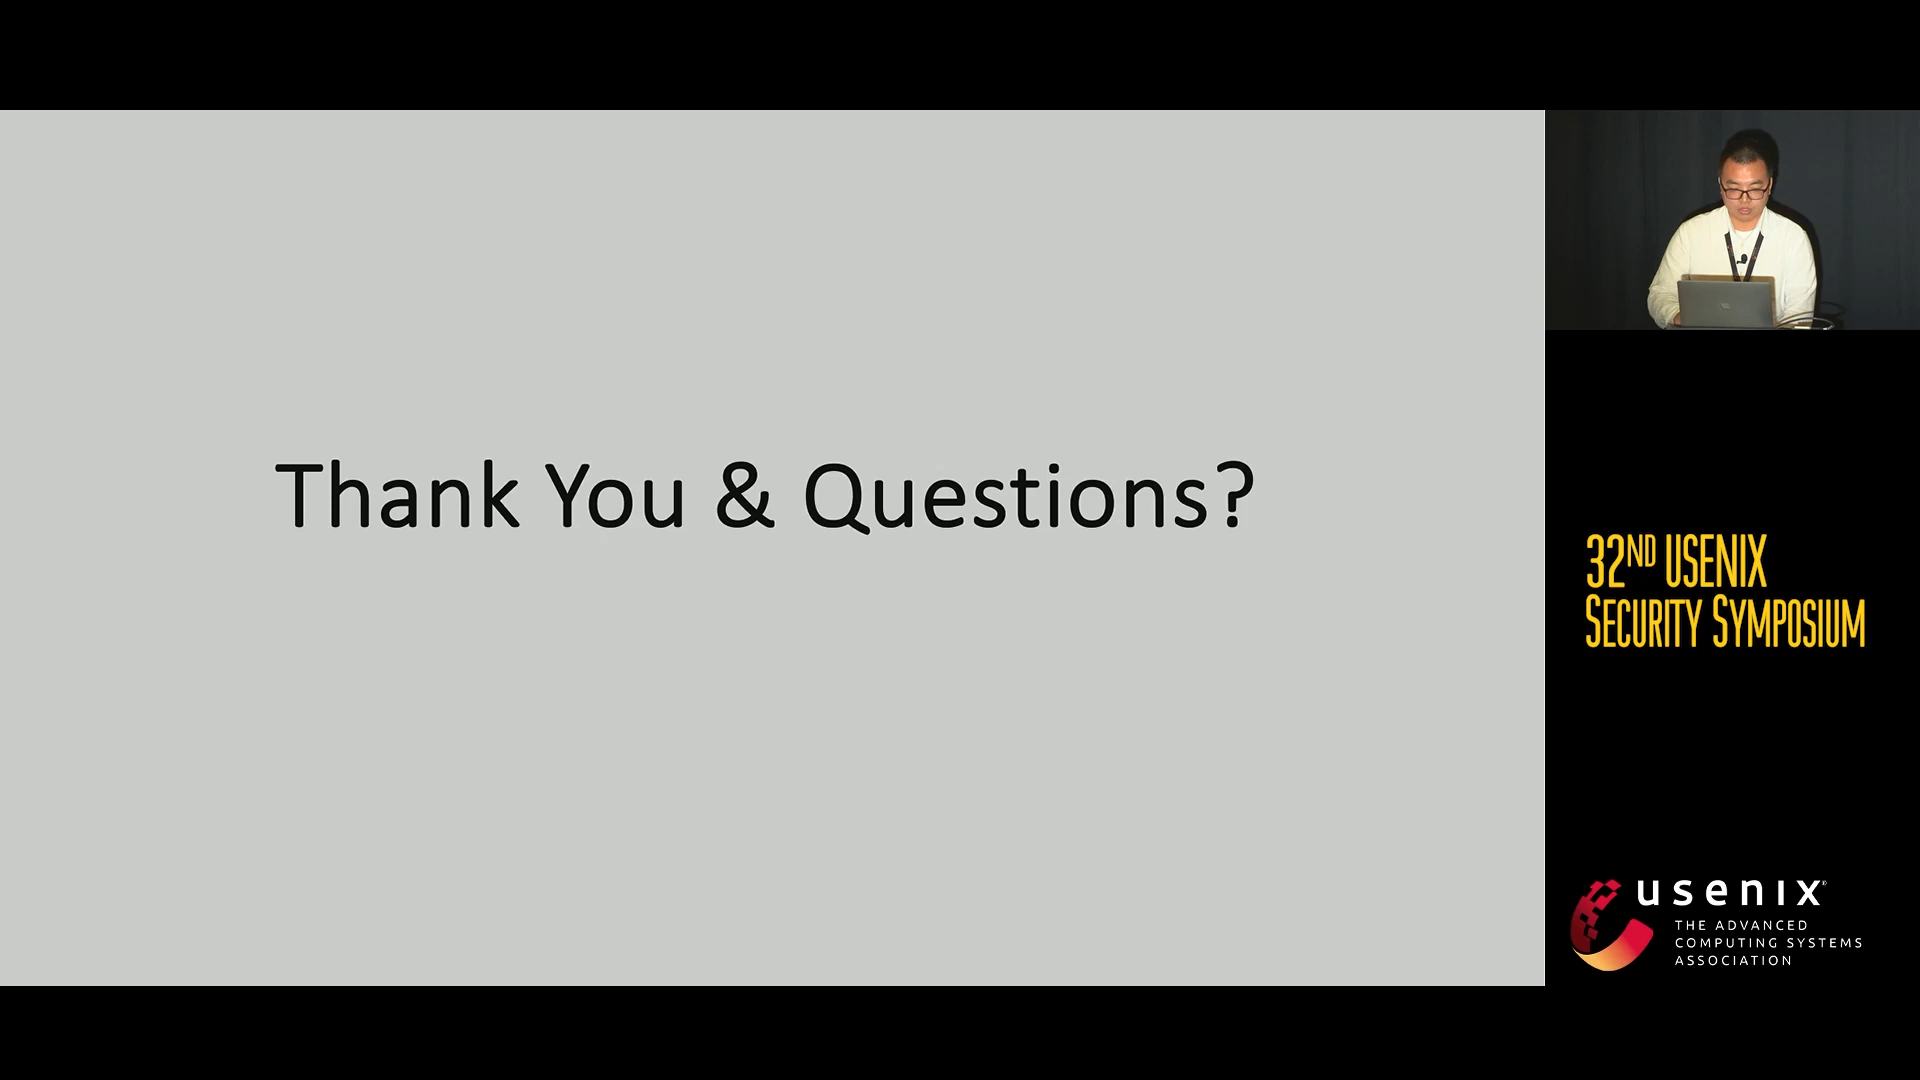 Thank You & Questions?
32ND USENIX
SECURITY SYMPOSIUM
usenix®
THE ADVANCED
COMPUTING SYSTEMS
ASSOCIATION